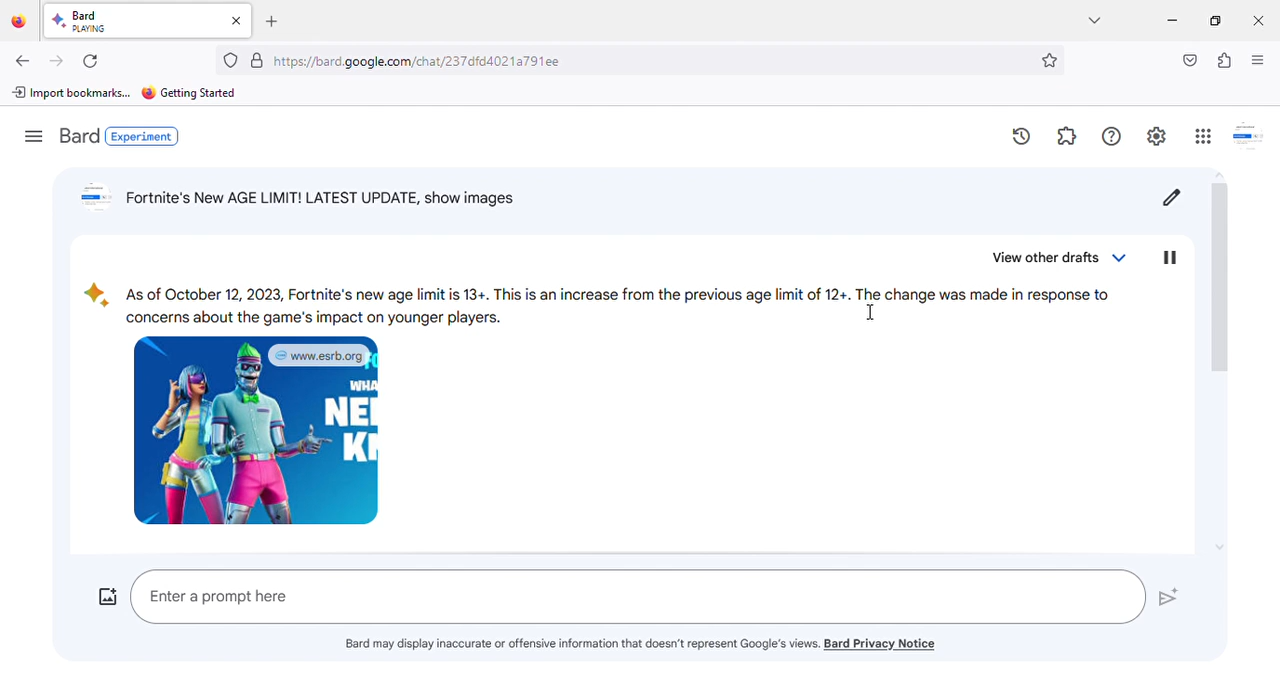 Bard
PLAYING
https://bard.google.com/chat/237dfd4021a791ee
Import bookmarks... Getting Started
Bard Experiment
Fortnite's New AGE LIMIT! LATEST UPDATE, show images
View other drafts
As of October 12, 2023, Fortnite's new age limit is 13+. This is an increase from the previous age limit of 12+. The change was made in response to
concerns about the game's impact on younger players.
www.esrb.org
FO
WHA
NE
KN
Enter a prompt here
Bard may display inaccurate or offensive information that doesn't represent Google's views. Bard Privacy Notice